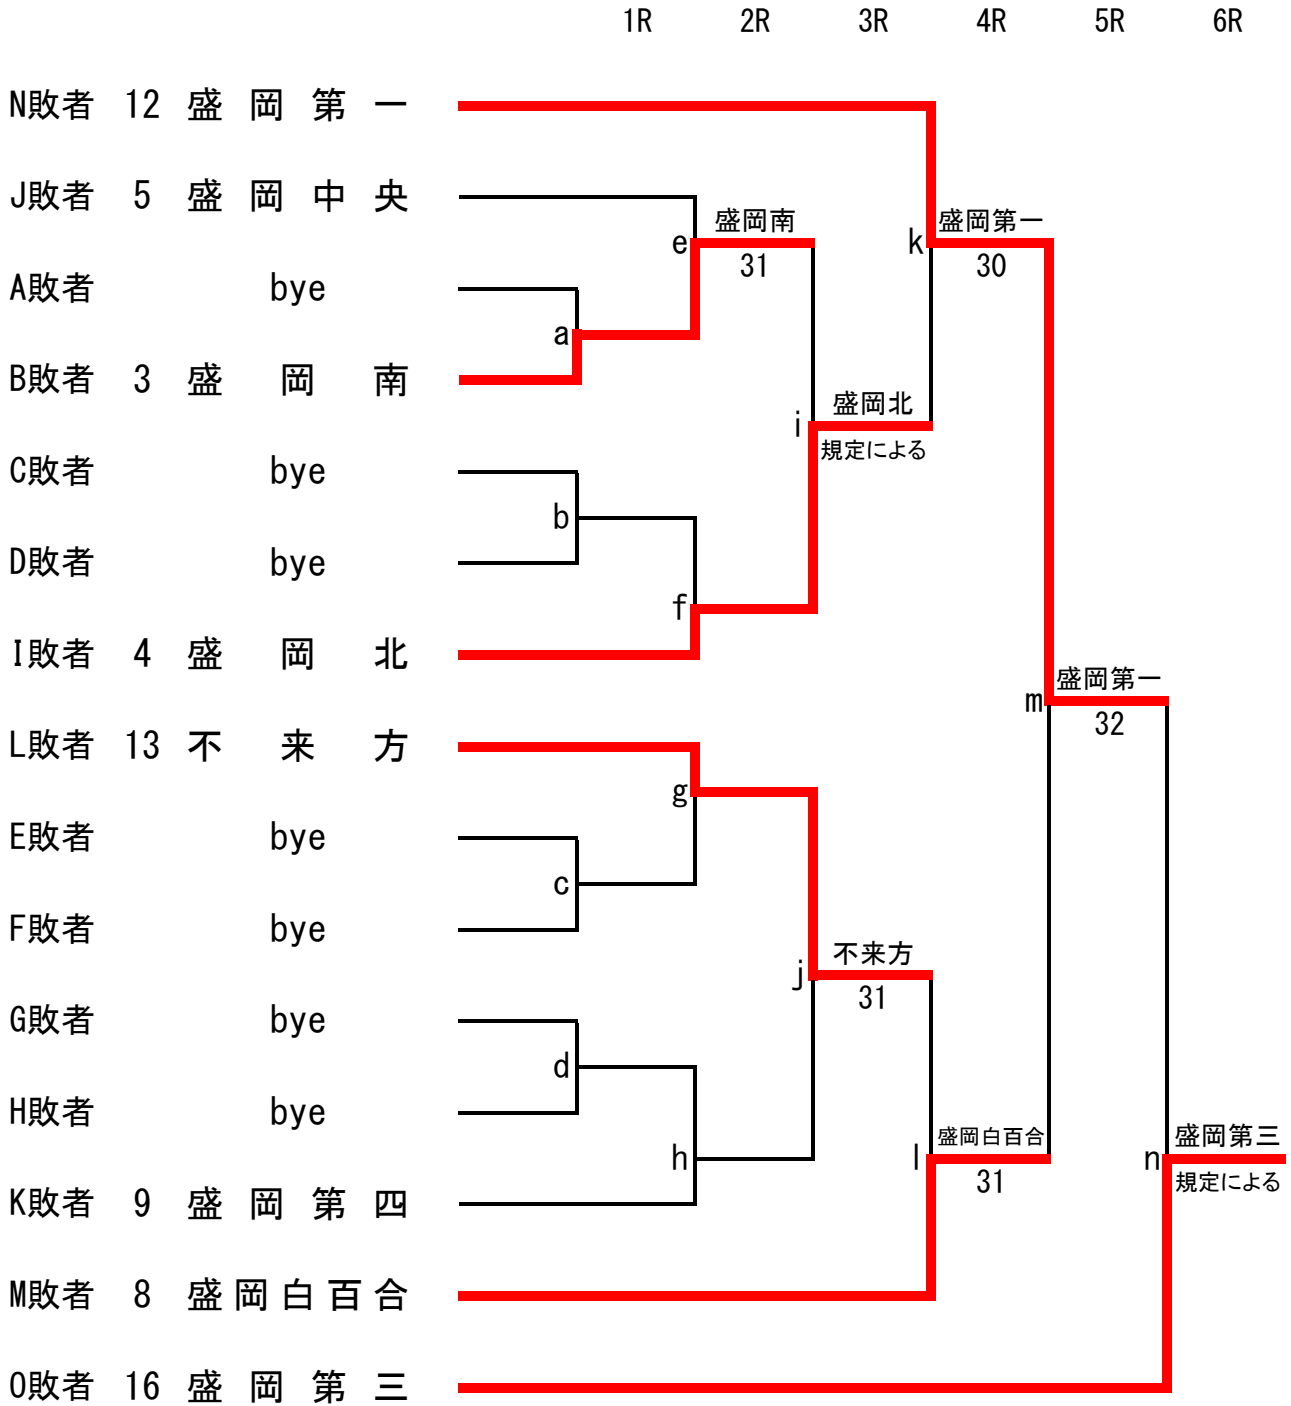 1R 2R 3R 4R 5R 6R
N敗者 12 盛岡第一
J敗者 5 盛岡中央
盛岡南
盛岡第一
e
k
31
30
A敗者 bye
a
B敗者 3 盛岡南
盛岡北
i
規定による
C敗者 bye
b
D敗者 bye
f
I敗者 4 盛岡北
盛岡第一
m
32
L敗者 13 不来方
g
E敗者 bye
c
F敗者 bye
不来方
j
31
G敗者 bye
d
H敗者 bye
盛岡白百合
盛岡第三
h
l
n
31
規定による
K敗者 9 盛岡第四
M敗者 8 盛岡白百合
O敗者 16 盛岡第三